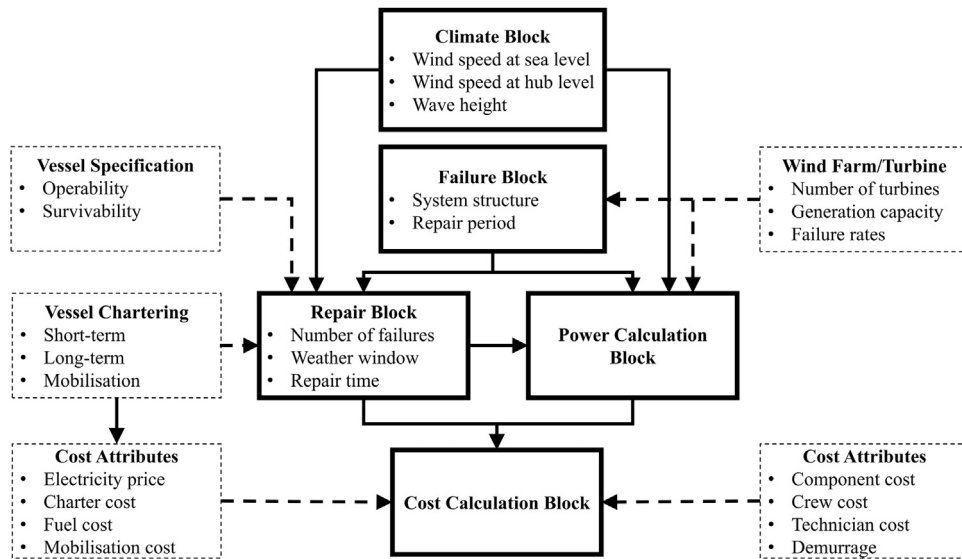 Climate Block
• Wind speed at sea level
• Wind speed at hub level
• Wave height
Vessel Specification
• Operability
• Survivability
Failure Block
• System structure
• Repair period
Wind Farm/Turbine
• Number of turbines
• Generation capacity
• Failure rates
Vessel Chartering
• Short-term
• Long-term
• Mobilisation
Repair Block
• Number of failures
• Weather window
• Repair time
Power Calculation
Block
Cost Attributes
• Electricity price
• Charter cost
• Fuel cost
• Mobilisation cost
Cost Calculation Block
Cost Attributes
• Component cost
• Crew cost
• Technician cost
• Demurrage